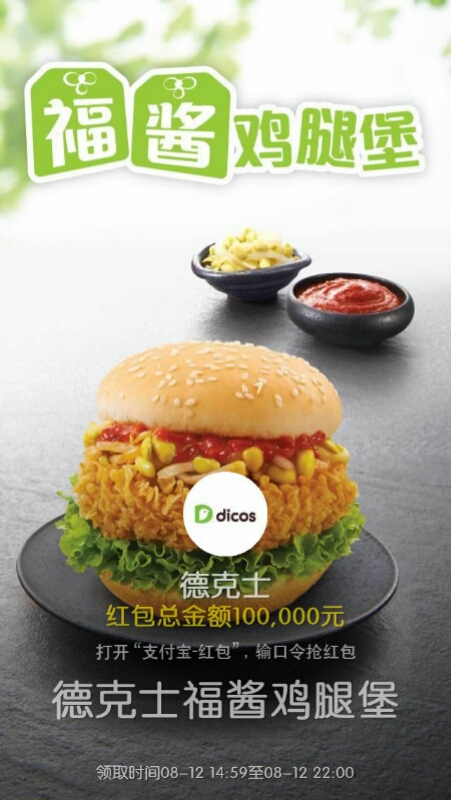 福酱鸡腿堡
dicos
德克士
红包总金额100,000元
打开“支付宝-红包”,输口令抢红包
德克士福酱鸡腿堡
领取时间08-12 14:59至08-12 22:00